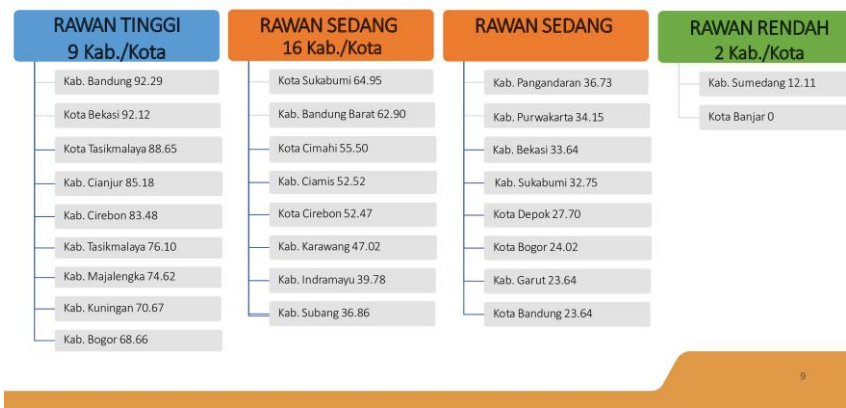 RAWAN TINGGI
9 Kab./Kota
Kab. Bandung 92.29
Kota Bekasi 92.12
Kota Tasikmalaya 88.65
Kab. Cianjur 85.18
Kab. Cirebon 83.48
Kab. Tasikmalaya 76.10
Kab. Majalengka 74.62
Kab. Kuningan 70.67
Kab. Bogor 68.66
RAWAN SEDANG
16 Kab./Kota
Kota Sukabumi 64.95
Kab. Bandung Barat 62.90
Kota Cimahi 55.50
Kab. Ciamis 52.52
Kota Cirebon 52.47
Kab. Karawang 47.02
Kab. Indramayu 39.78
Kab. Subang 36.86
RAWAN SEDANG
Kab. Pangandaran 36.73
Kab. Purwakarta 34.15
Kab. Bekasi 33.64
Kab. Sukabumi 32.75
Kota Depok 27.70
Kota Bogor 24.02
Kab. Garut 23.64
Kota Bandung 23.64
RAWAN RENDAH
2 Kab./Kota
Kab. Sumedang 12.11
Kota Banjar 0
9